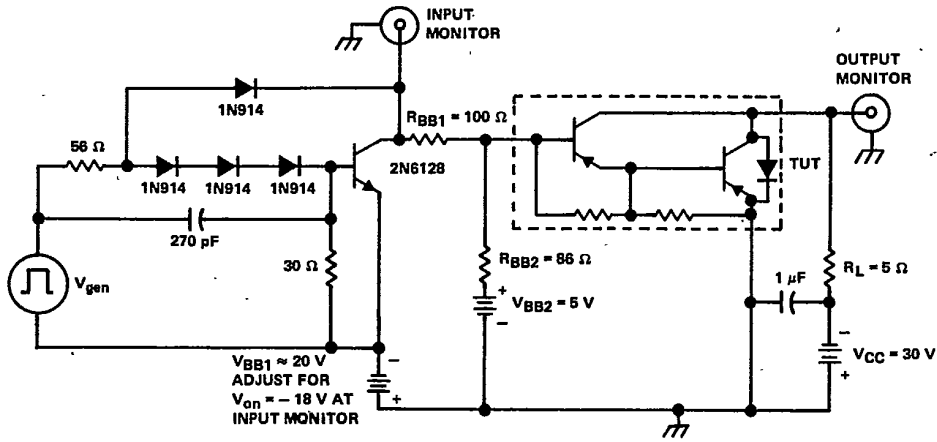 INPUT
MONITOR
OUTPUT
MONITOR
1N914
R_BB1 = 100 Ω
56 Ω
2N6128
TUT
1N914
1N914
1N914
270 pF
R_BB2 = 86 Ω
30 Ω
1 μF
R_L = 5 Ω
V_gen
+
V_BB2 = 5 V
−
−
V_CC = 30 V
+
V_BB1 ≈ 20 V
ADJUST FOR
V_on = − 18 V AT
INPUT MONITOR
−
+